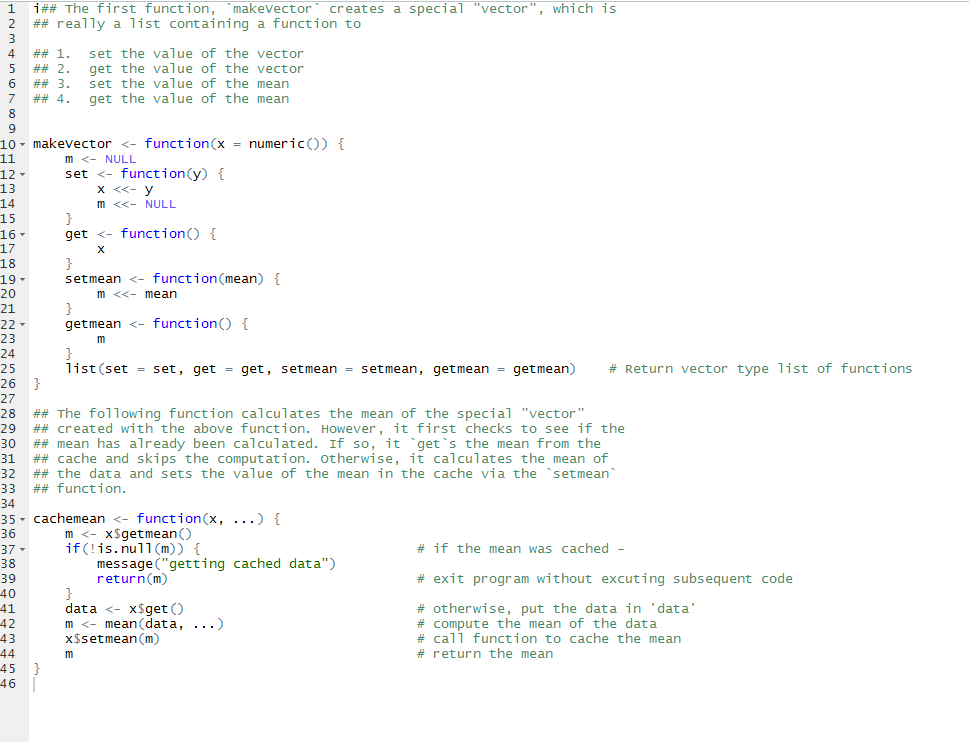 1 i## The first function, `makeVector` creates a special "vector", which is
2 ## really a list containing a function to
3
4 ## 1.  set the value of the vector
5 ## 2.  get the value of the vector
6 ## 3.  set the value of the mean
7 ## 4.  get the value of the mean
8
9
10 makeVector <- function(x = numeric()) {
11     m <- NULL
12     set <- function(y) {
13         x <<- y
14         m <<- NULL
15     }
16     get <- function() {
17         x
18     }
19     setmean <- function(mean) {
20         m <<- mean
21     }
22     getmean <- function() {
23         m
24     }
25     list(set = set, get = get, setmean = setmean, getmean = getmean)    # Return vector type list of functions
26 }
27
28 ## The following function calculates the mean of the special "vector"
29 ## created with the above function. However, it first checks to see if the
30 ## mean has already been calculated. If so, it `get`s the mean from the
31 ## cache and skips the computation. Otherwise, it calculates the mean of
32 ## the data and sets the value of the mean in the cache via the `setmean`
33 ## function.
34
35 cachemean <- function(x, ...) {
36     m <- x$getmean()
37     if(!is.null(m)) {                           # if the mean was cached -
38         message("getting cached data")
39         return(m)                               # exit program without excuting subsequent code
40     }
41     data <- x$get()                             # otherwise, put the data in 'data'
42     m <- mean(data, ...)                        # compute the mean of the data
43     x$setmean(m)                                # call function to cache the mean
44     m                                           # return the mean
45 }
46